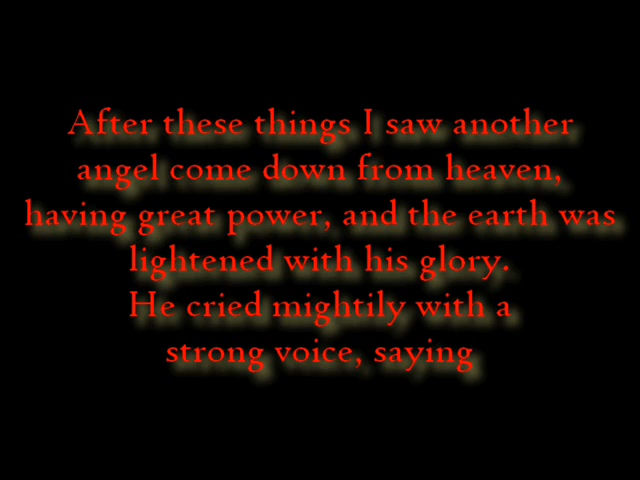 After these things I saw another
angel come down from heaven,
having great power, and the earth was
lightened with his glory.
He cried mightily with a
strong voice, saying